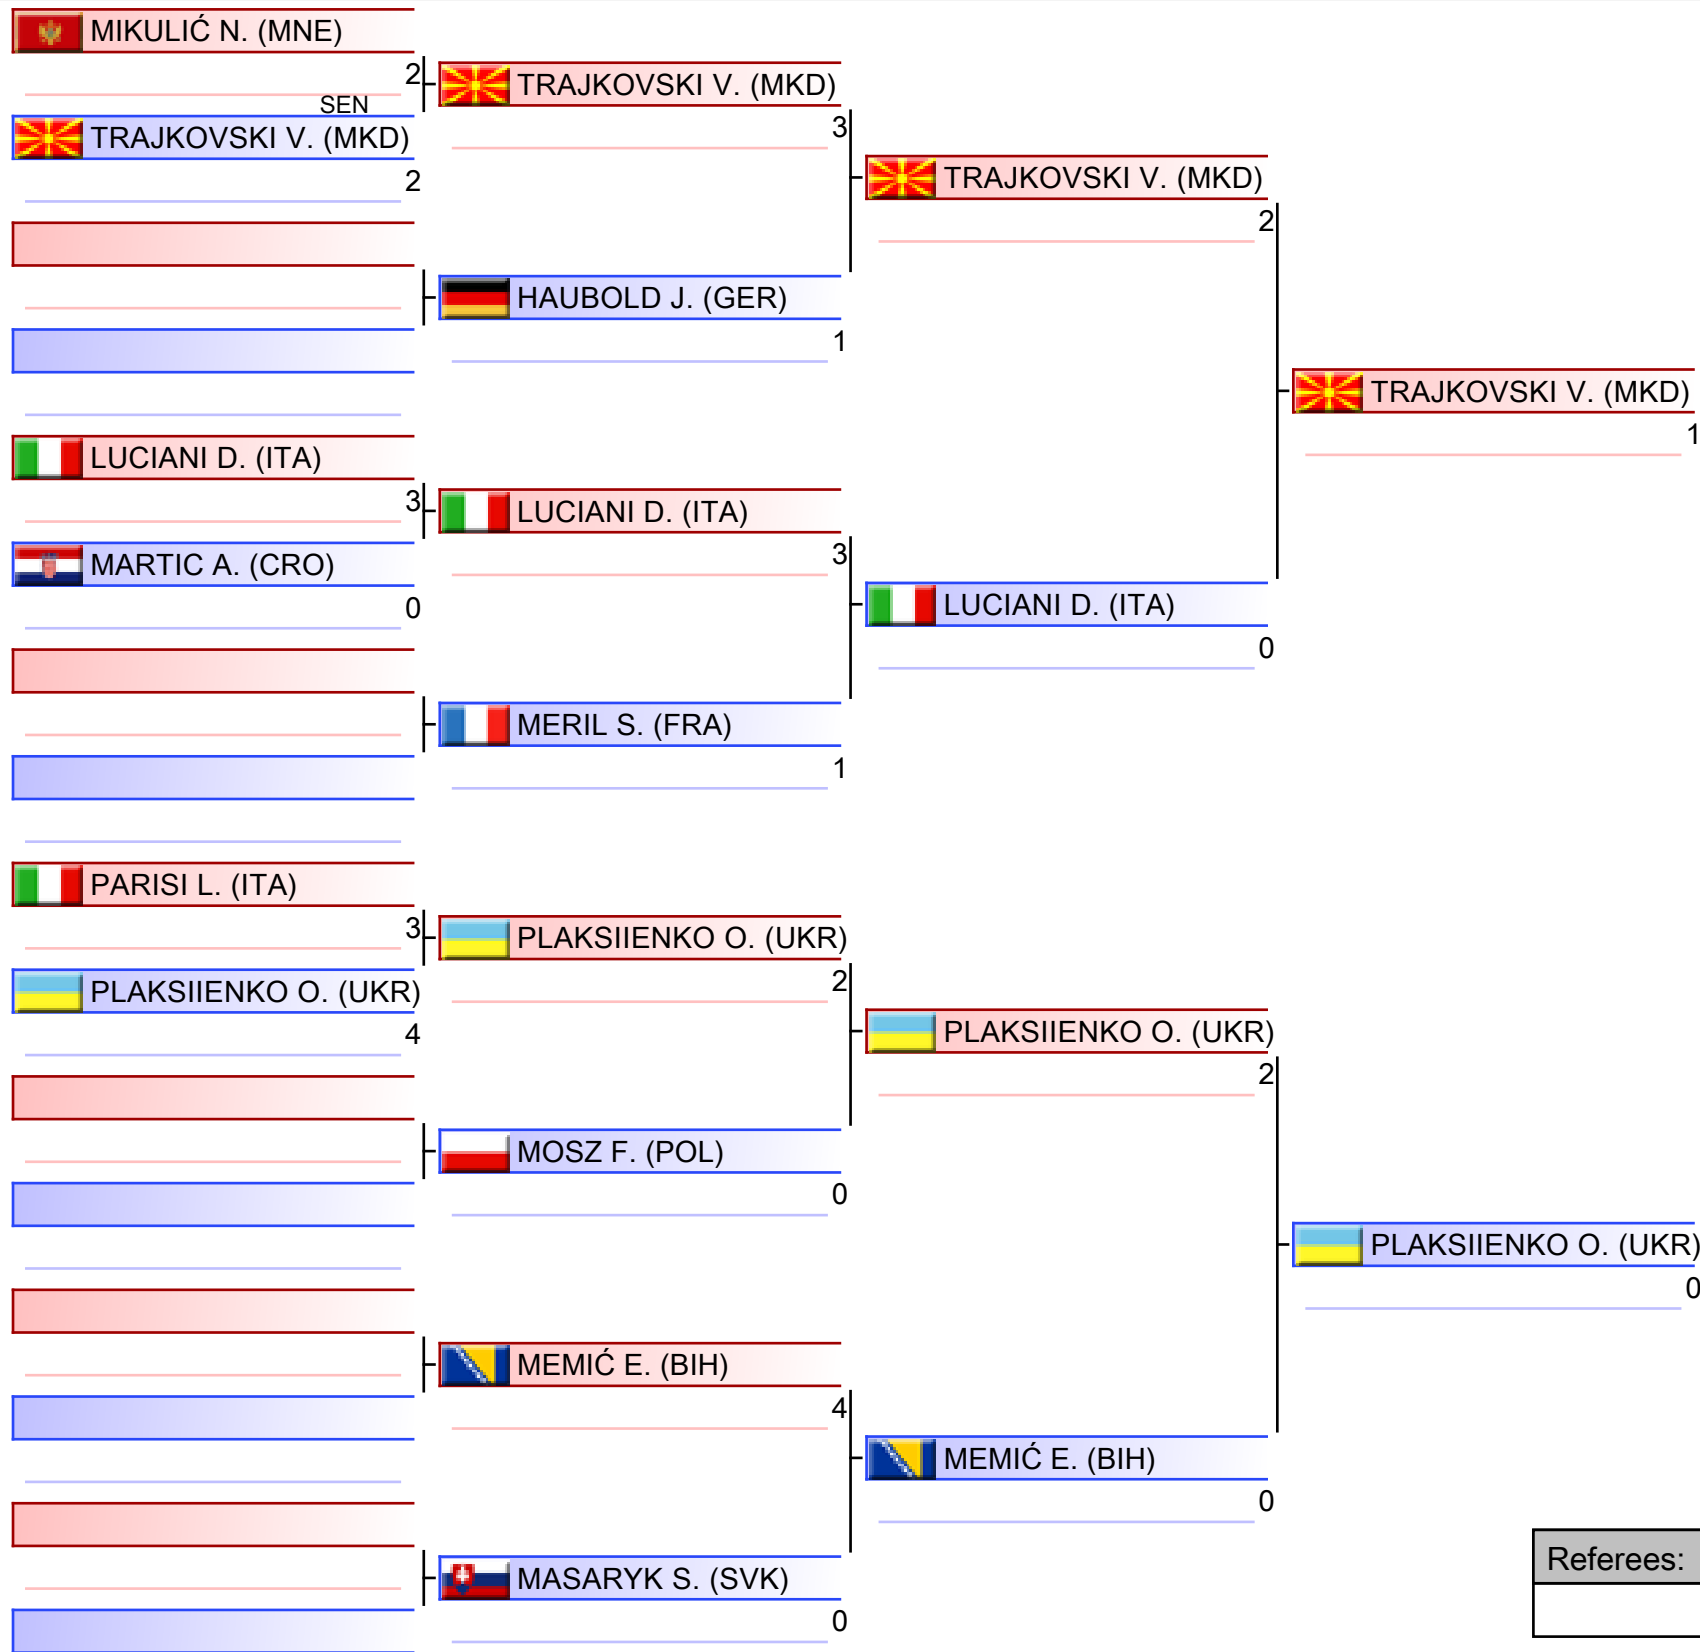 MIKULIĆ N. (MNE)
2
SEN
TRAJKOVSKI V. (MKD)
2
LUCIANI D. (ITA)
3
MARTIC A. (CRO)
0
PARISI L. (ITA)
3
PLAKSIIENKO O. (UKR)
4
TRAJKOVSKI V. (MKD)
3
HAUBOLD J. (GER)
1
LUCIANI D. (ITA)
3
MERIL S. (FRA)
1
PLAKSIIENKO O. (UKR)
2
MOSZ F. (POL)
0
MEMIĆ E. (BIH)
4
MASARYK S. (SVK)
0
TRAJKOVSKI V. (MKD)
2
LUCIANI D. (ITA)
0
PLAKSIIENKO O. (UKR)
2
MEMIĆ E. (BIH)
0
TRAJKOVSKI V. (MKD)
1
PLAKSIIENKO O. (UKR)
0
Referees: